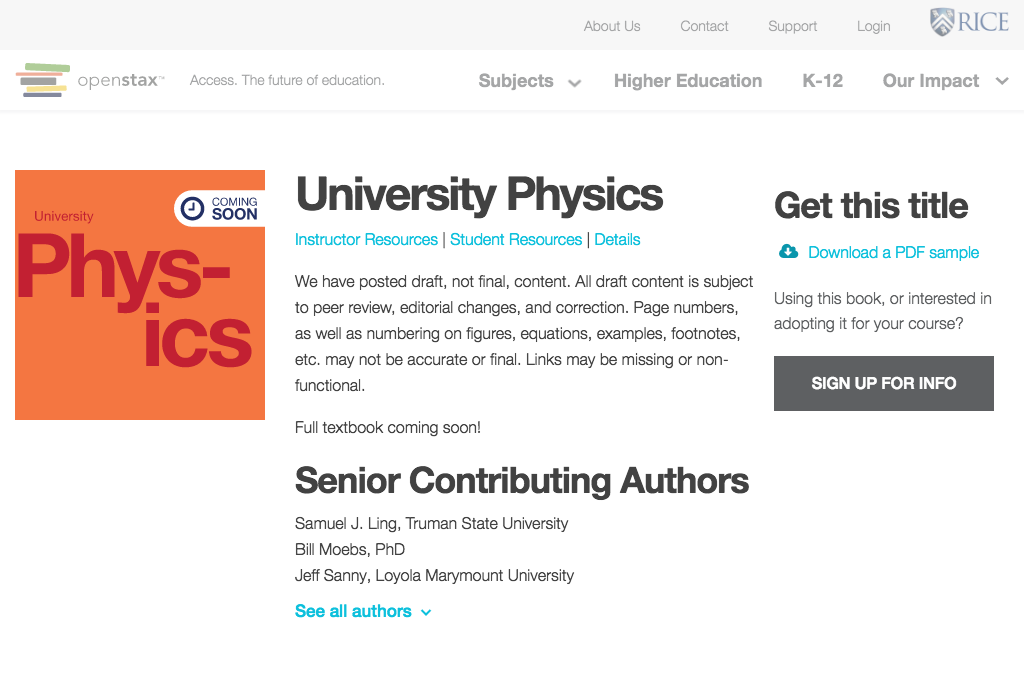 About Us Contact Support Login RICE
openstax™ Access. The future of education. Subjects Higher Education K-12 Our Impact
COMING
SOON
University
Phys-
ics
University Physics
Instructor Resources | Student Resources | Details
We have posted draft, not final, content. All draft content is subject
to peer review, editorial changes, and correction. Page numbers,
as well as numbering on figures, equations, examples, footnotes,
etc. may not be accurate or final. Links may be missing or non-
functional.
Full textbook coming soon!
Senior Contributing Authors
Samuel J. Ling, Truman State University
Bill Moebs, PhD
Jeff Sanny, Loyola Marymount University
See all authors
Get this title
Download a PDF sample
Using this book, or interested in
adopting it for your course?
SIGN UP FOR INFO